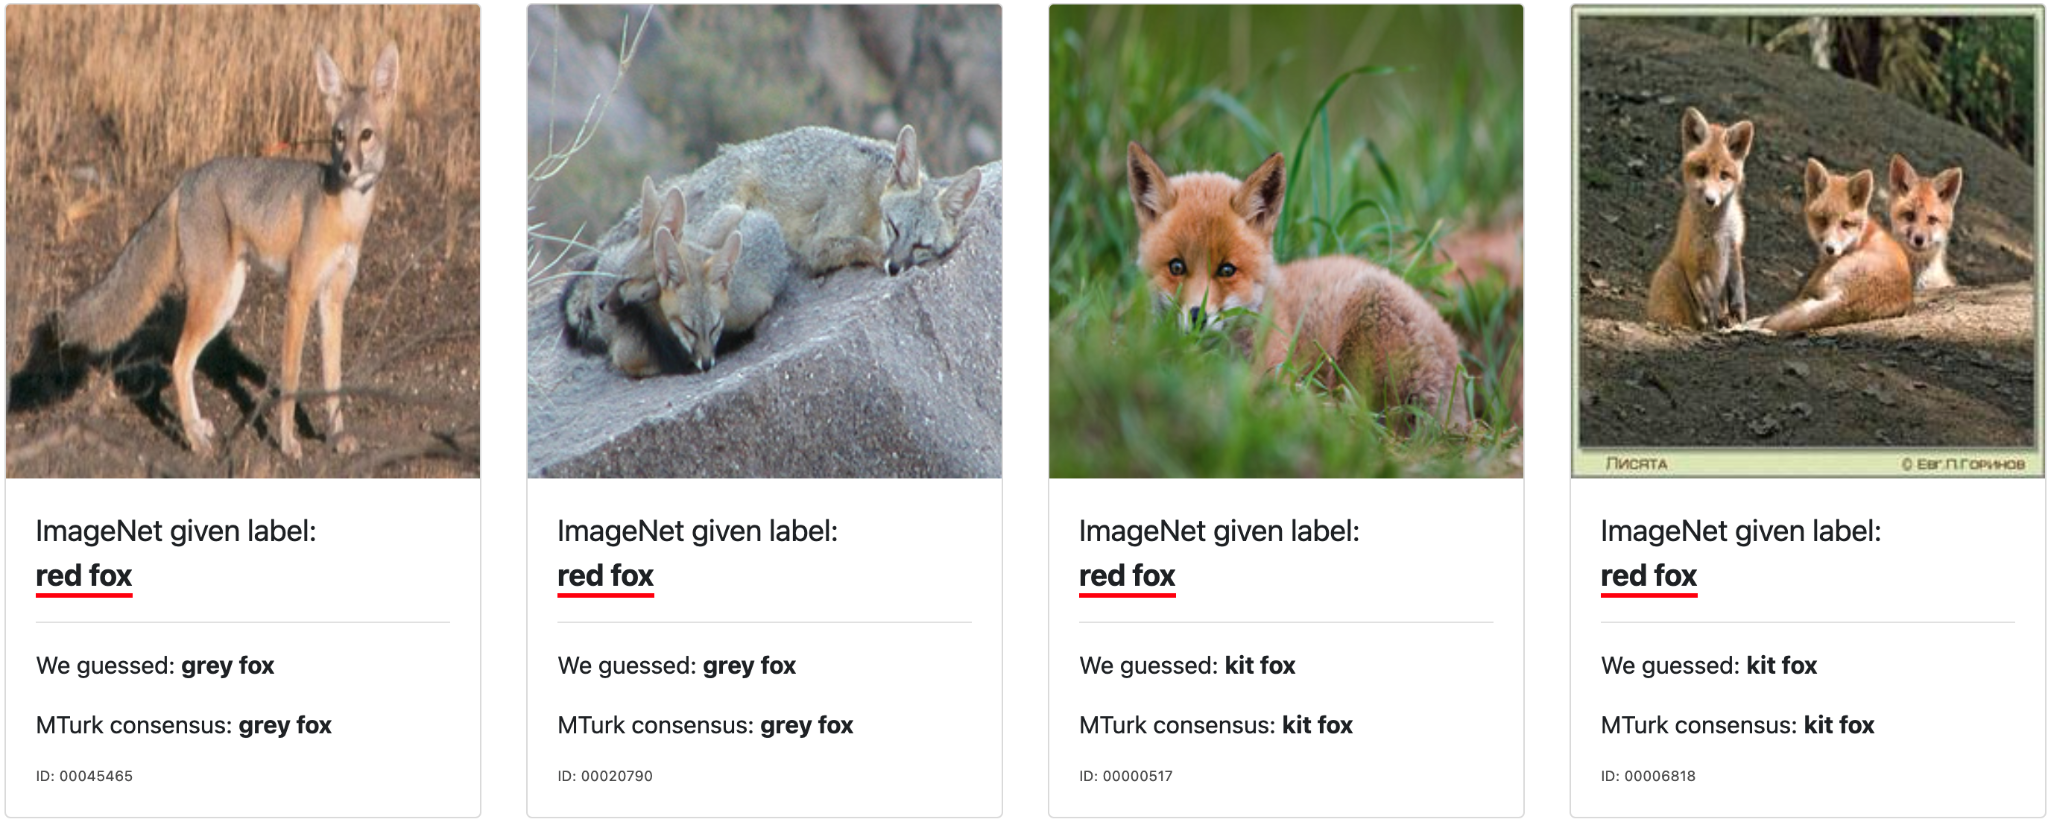 Лисята
© Евг.П.Горинов
ImageNet given label:
red fox
We guessed: grey fox
MTurk consensus: grey fox
ID: 00045465
ImageNet given label:
red fox
We guessed: grey fox
MTurk consensus: grey fox
ID: 00020790
ImageNet given label:
red fox
We guessed: kit fox
MTurk consensus: kit fox
ID: 00000517
ImageNet given label:
red fox
We guessed: kit fox
MTurk consensus: kit fox
ID: 00006818